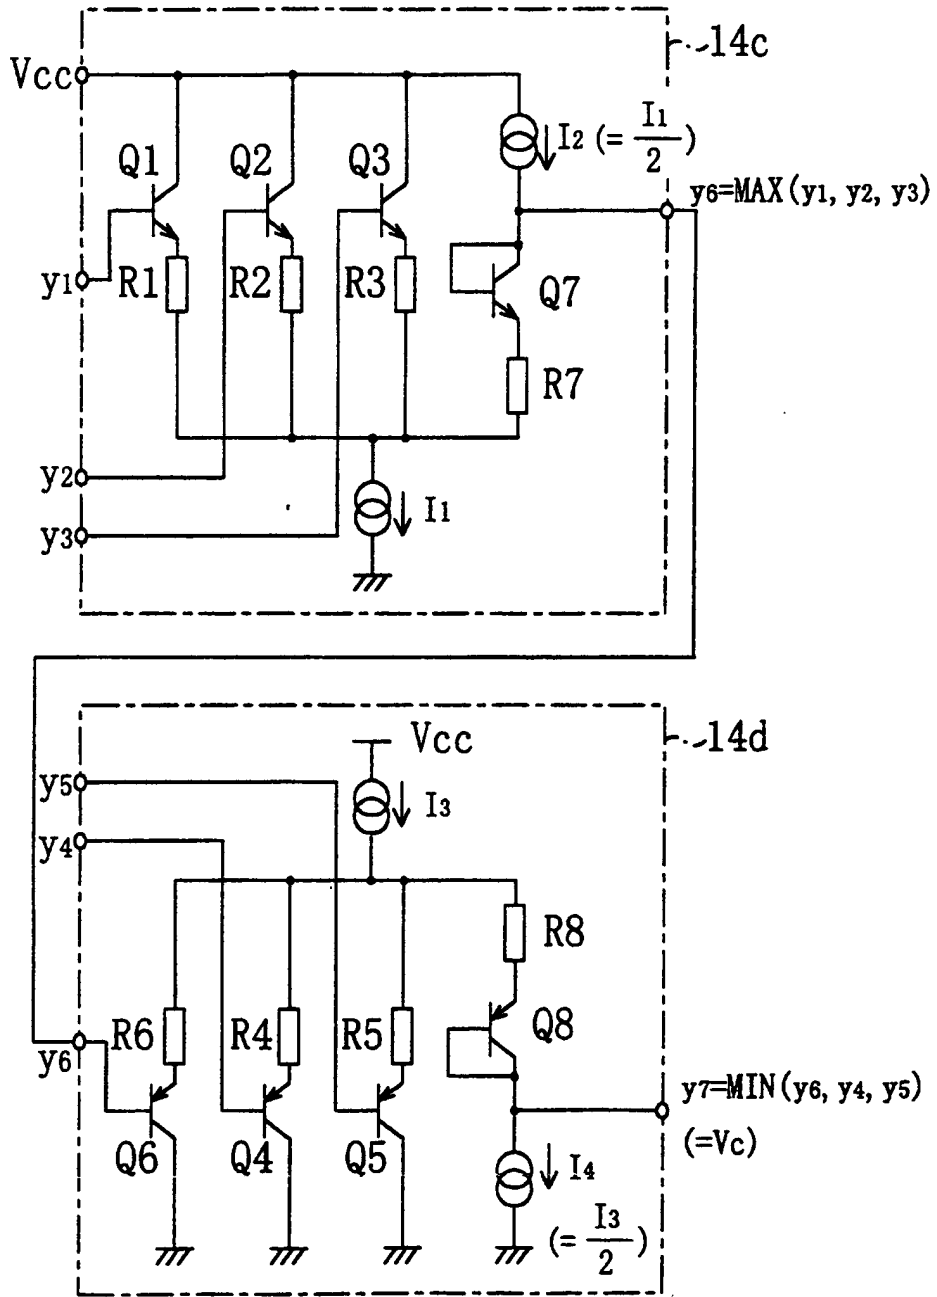 14c
Vcc
I2 (= I1/2)
Q1
Q2
Q3
y6=MAX(y1, y2, y3)
y1
R1
R2
R3
Q7
R7
y2
y3
I1
14d
Vcc
y5
I3
y4
R8
R6
R4
R5
Q8
y6
y7=MIN(y6, y4, y5)
(=Vc)
Q6
Q4
Q5
I4
(= I3/2)